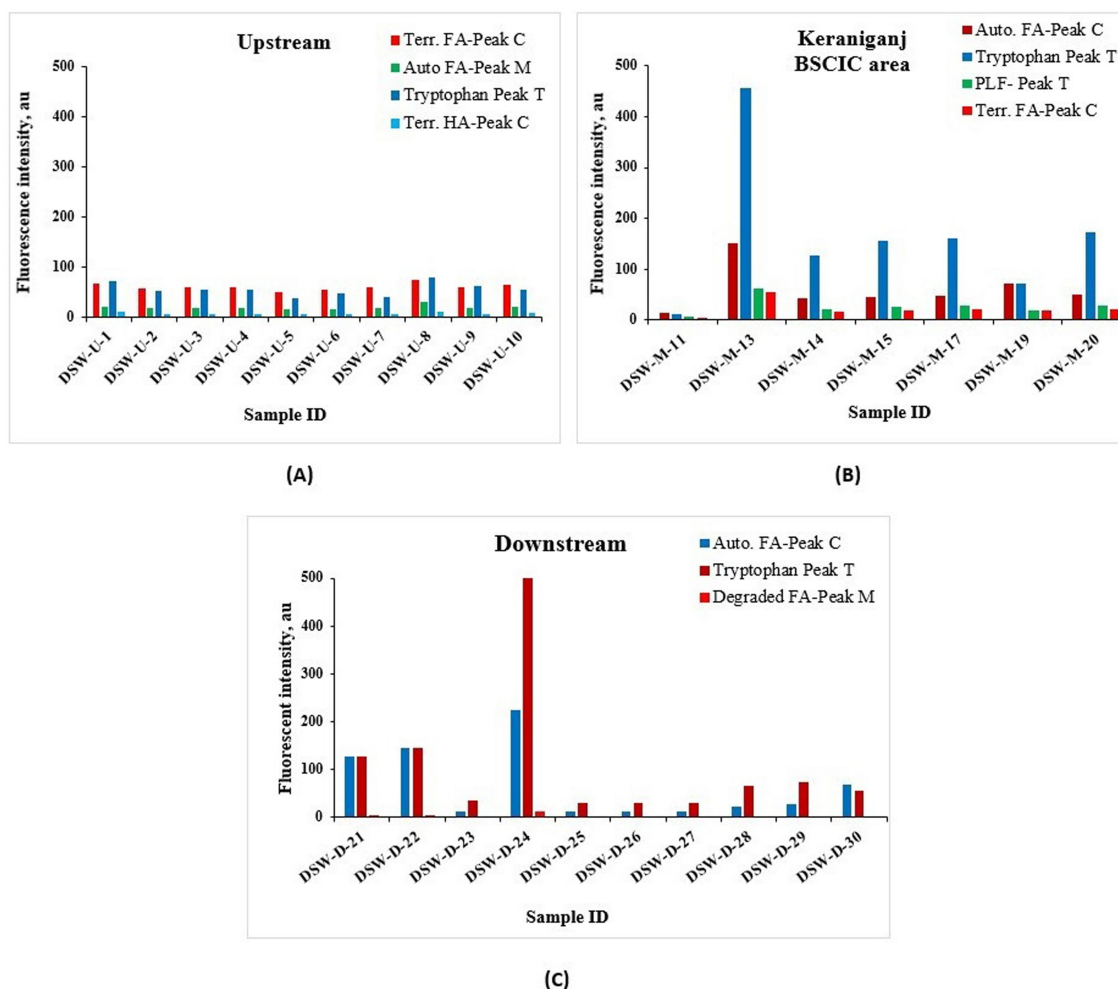 Upstream
Terr. FA-Peak C
Auto FA-Peak M
Tryptophan Peak T
Terr. HA-Peak C
Fluorescence intensity, au
500
400
300
200
100
0
DSW-U-1
DSW-U-2
DSW-U-3
DSW-U-4
DSW-U-5
DSW-U-6
DSW-U-7
DSW-U-8
DSW-U-9
DSW-U-10
Sample ID
(A)
Keraniganj
BSCIC area
Auto. FA-Peak C
Tryptophan Peak T
PLF- Peak T
Terr. FA-Peak C
Fluorescence intensity, au
500
400
300
200
100
0
DSW-M-11
DSW-M-13
DSW-M-14
DSW-M-15
DSW-M-17
DSW-M-19
DSW-M-20
Sample ID
(B)
Downstream
Auto. FA-Peak C
Tryptophan Peak T
Degraded FA-Peak M
Fluorescent intensity, au
500
400
300
200
100
0
DSW-D-21
DSW-D-22
DSW-D-23
DSW-D-24
DSW-D-25
DSW-D-26
DSW-D-27
DSW-D-28
DSW-D-29
DSW-D-30
Sample ID
(C)